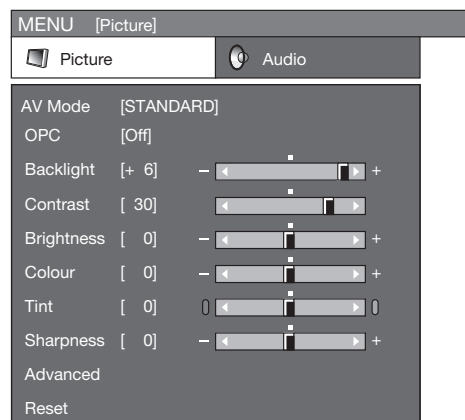 MENU [Picture]
Picture Audio
AV Mode [STANDARD]
OPC [Off]
Backlight [+ 6] – +
Contrast [ 30]
Brightness [ 0] – +
Colour [ 0] – +
Tint [ 0]
Sharpness [ 0] – +
Advanced
Reset